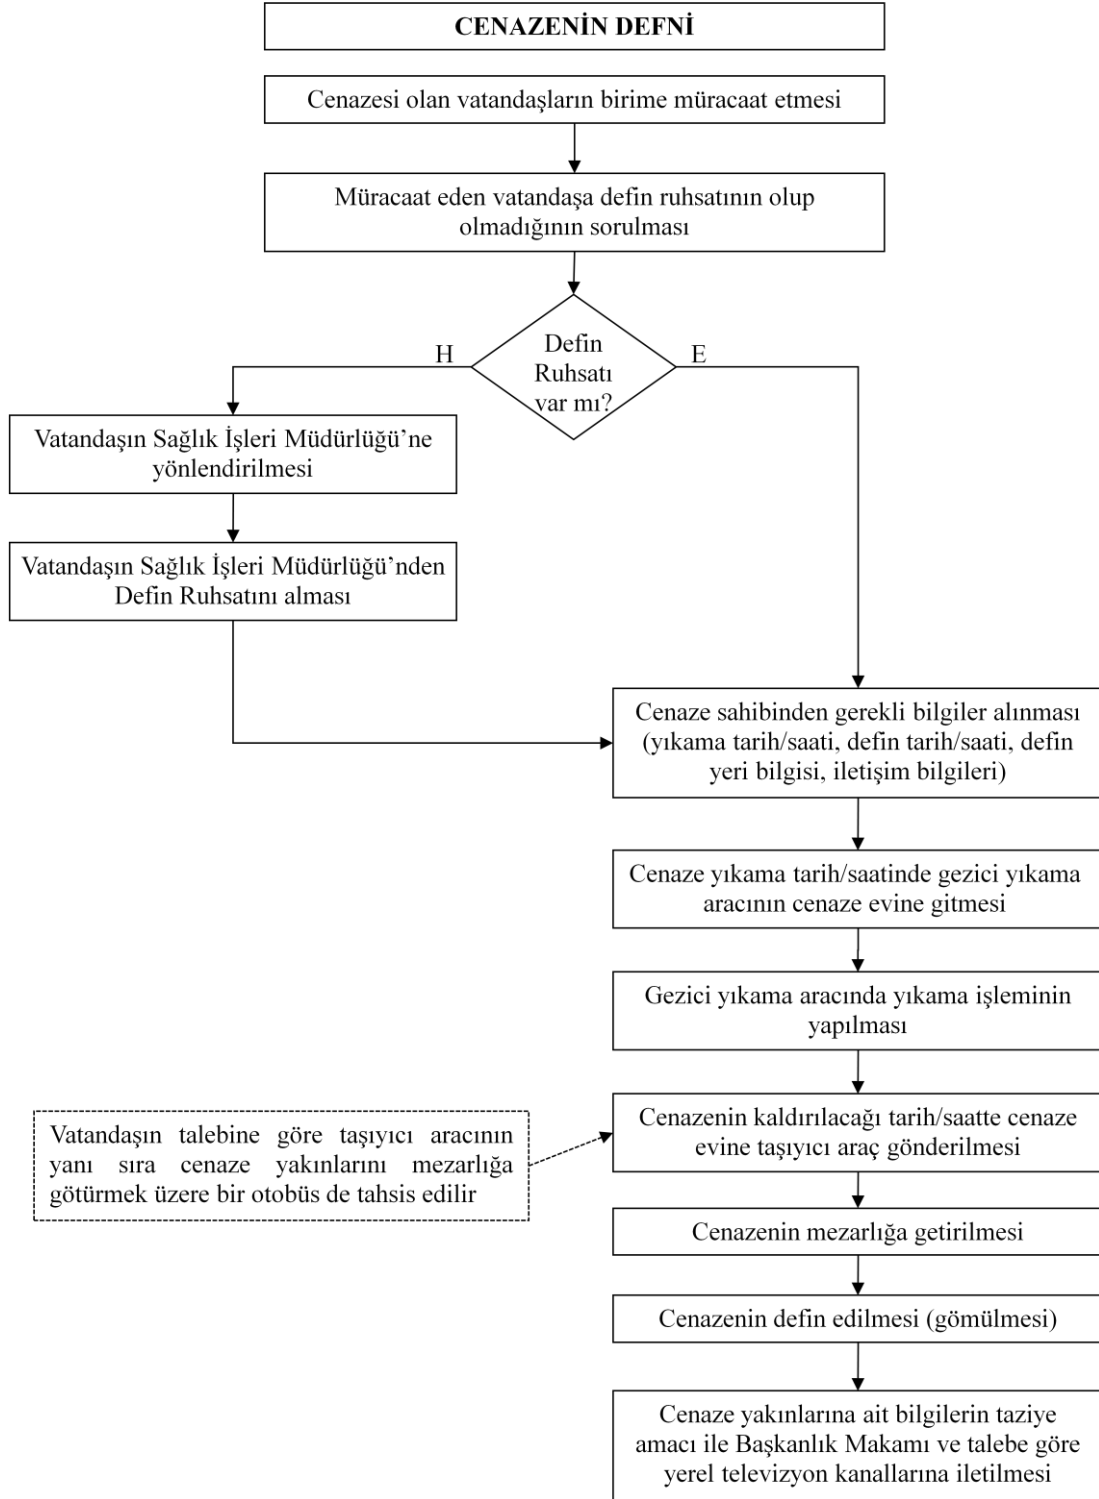 CENAZENİN DEFNİ
Cenazesi olan vatandaşların birime müracaat etmesi
Müracaat eden vatandaşa defin ruhsatının olup
olmadığının sorulması
Defin
Ruhsatı
var mı?
H
E
Vatandaşın Sağlık İşleri Müdürlüğü’ne
yönlendirilmesi
Vatandaşın Sağlık İşleri Müdürlüğü’nden
Defin Ruhsatını alması
Cenaze sahibinden gerekli bilgiler alınması
(yıkama tarih/saati, defin tarih/saati, defin
yeri bilgisi, iletişim bilgileri)
Cenaze yıkama tarih/saatinde gezici yıkama
aracının cenaze evine gitmesi
Gezici yıkama aracında yıkama işleminin
yapılması
Cenazenin kaldırılacağı tarih/saatte cenaze
evine taşıyıcı araç gönderilmesi
Vatandaşın talebine göre taşıyıcı aracının
yanı sıra cenaze yakınlarını mezarlığa
götürmek üzere bir otobüs de tahsis edilir
Cenazenin mezarlığa getirilmesi
Cenazenin defin edilmesi (gömülmesi)
Cenaze yakınlarına ait bilgilerin taziye
amacı ile Başkanlık Makamı ve talebe göre
yerel televizyon kanallarına iletilmesi